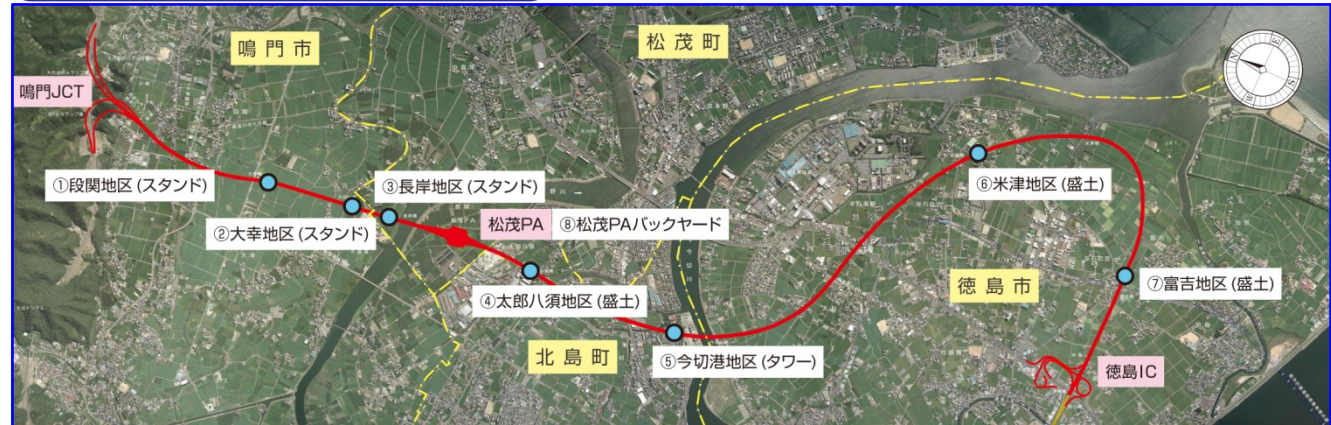 鳴門市
松茂町
鳴門JCT
①段関地区(スタンド)
③長岸地区(スタンド)
②大幸地区(スタンド)
松茂PA
⑧松茂PAバックヤード
⑥米津地区(盛土)
④太郎八須地区(盛土)
徳島市
⑦富吉地区(盛土)
北島町
⑤今切港地区(タワー)
徳島IC